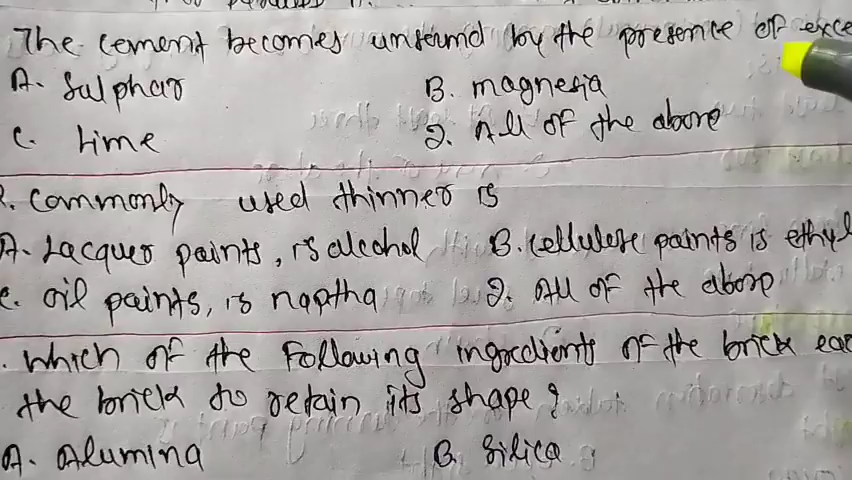 The cement becomes unsound by the presence of exce
A. Sulphar B. magnesia
C. Lime D. All of the above
2. Commonly used thinner is
A. Lacquer paints, is alcohol B. Cellulose paints is ethyl
C. oil paints, is naptha D. All of the above
. Which of the following ingredients of the brick ear
the brick to retain its shape?
A. Alumina B. Silica